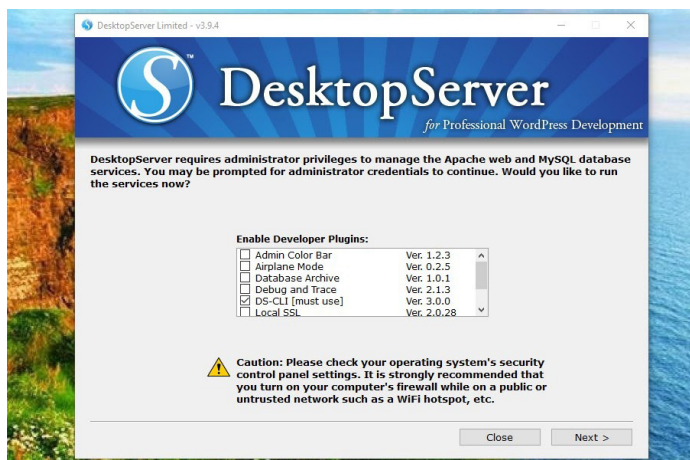 DesktopServer Limited - v3.9.4
S ™
DesktopServer
for Professional WordPress Development
DesktopServer requires administrator privileges to manage the Apache web and MySQL database
services. You may be prompted for administrator credentials to continue. Would you like to run
the services now?
Enable Developer Plugins:
Admin Color Bar Ver. 1.2.3
Airplane Mode Ver. 0.2.5
Database Archive Ver. 1.0.1
Debug and Trace Ver. 2.1.3
DS-CLI [must use] Ver. 3.0.0
Local SSL Ver. 2.0.28
Caution: Please check your operating system's security
control panel settings. It is strongly recommended that
you turn on your computer's firewall while on a public or
untrusted network such as a WiFi hotspot, etc.
Close Next >